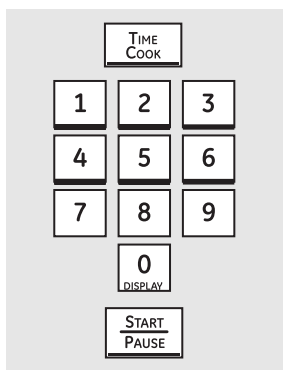 TIME
COOK
1 2 3
4 5 6
7 8 9
0
DISPLAY
START
PAUSE